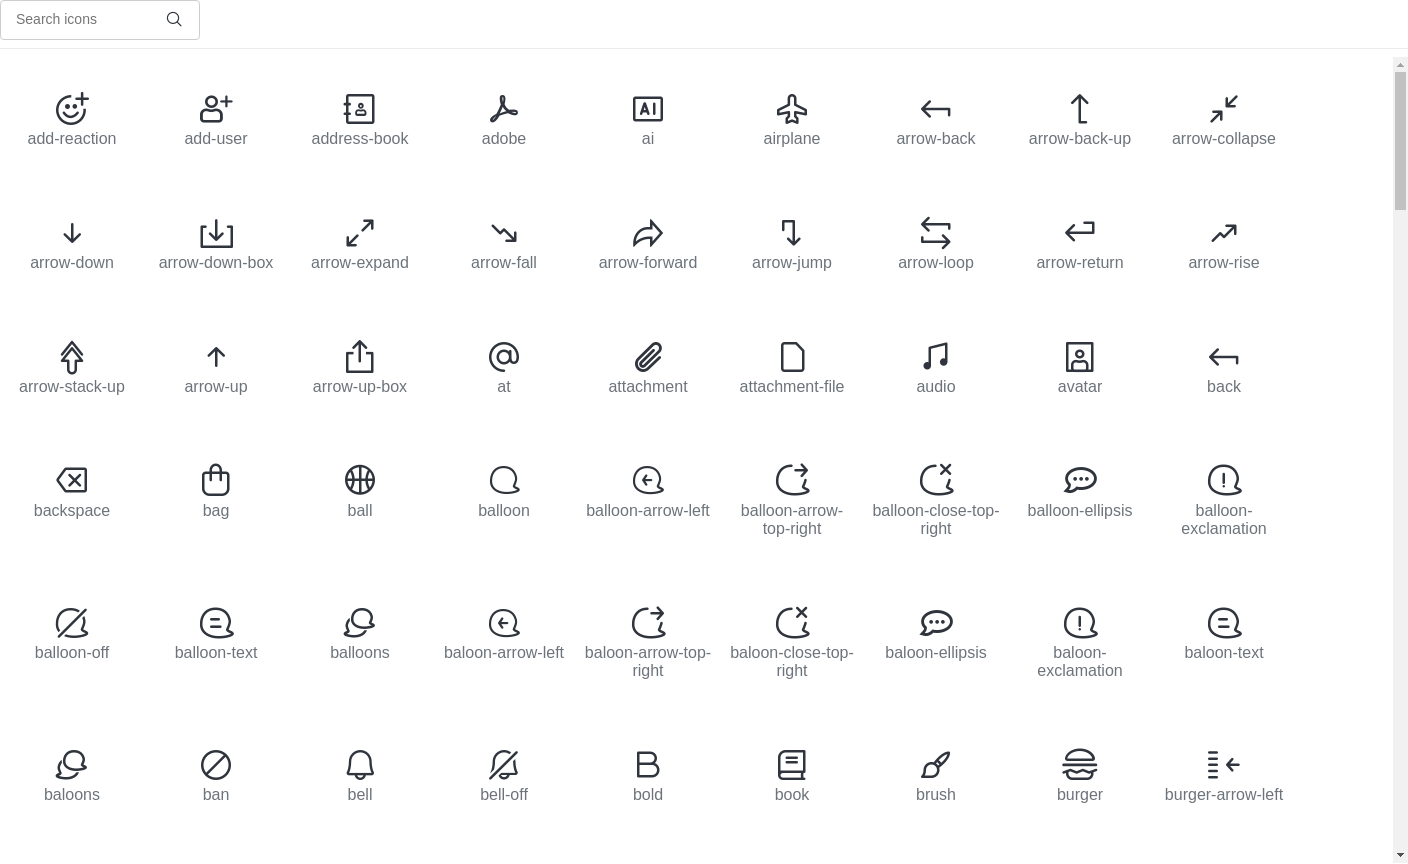 Search icons
add-reaction
add-user
address-book
adobe
ai
airplane
arrow-back
arrow-back-up
arrow-collapse
arrow-down
arrow-down-box
arrow-expand
arrow-fall
arrow-forward
arrow-jump
arrow-loop
arrow-return
arrow-rise
arrow-stack-up
arrow-up
arrow-up-box
at
attachment
attachment-file
audio
avatar
back
backspace
bag
ball
balloon
balloon-arrow-left
balloon-arrow-
top-right
balloon-close-top-
right
balloon-ellipsis
balloon-
exclamation
balloon-off
balloon-text
balloons
baloon-arrow-left
baloon-arrow-top-
right
baloon-close-top-
right
baloon-ellipsis
baloon-
exclamation
baloon-text
baloons
ban
bell
bell-off
bold
book
brush
burger
burger-arrow-left